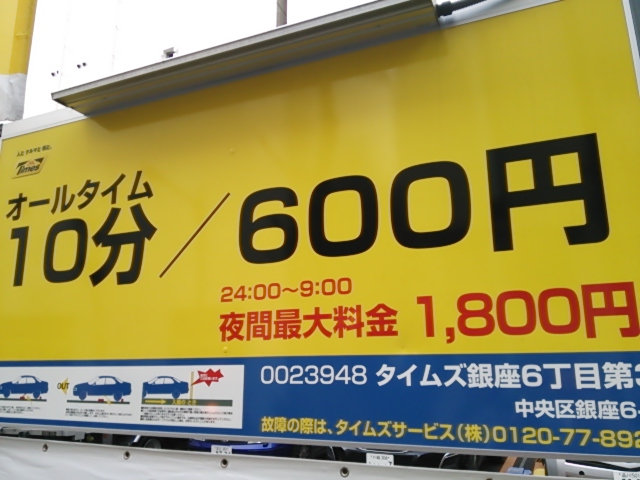 Times
オールタイム
10分／600円
24:00～9:00
夜間最大料金 1,800円
OUT
0023948 タイムズ銀座6丁目第
中央区銀座6
故障の際は、タイムズサービス(株)0120-77-892